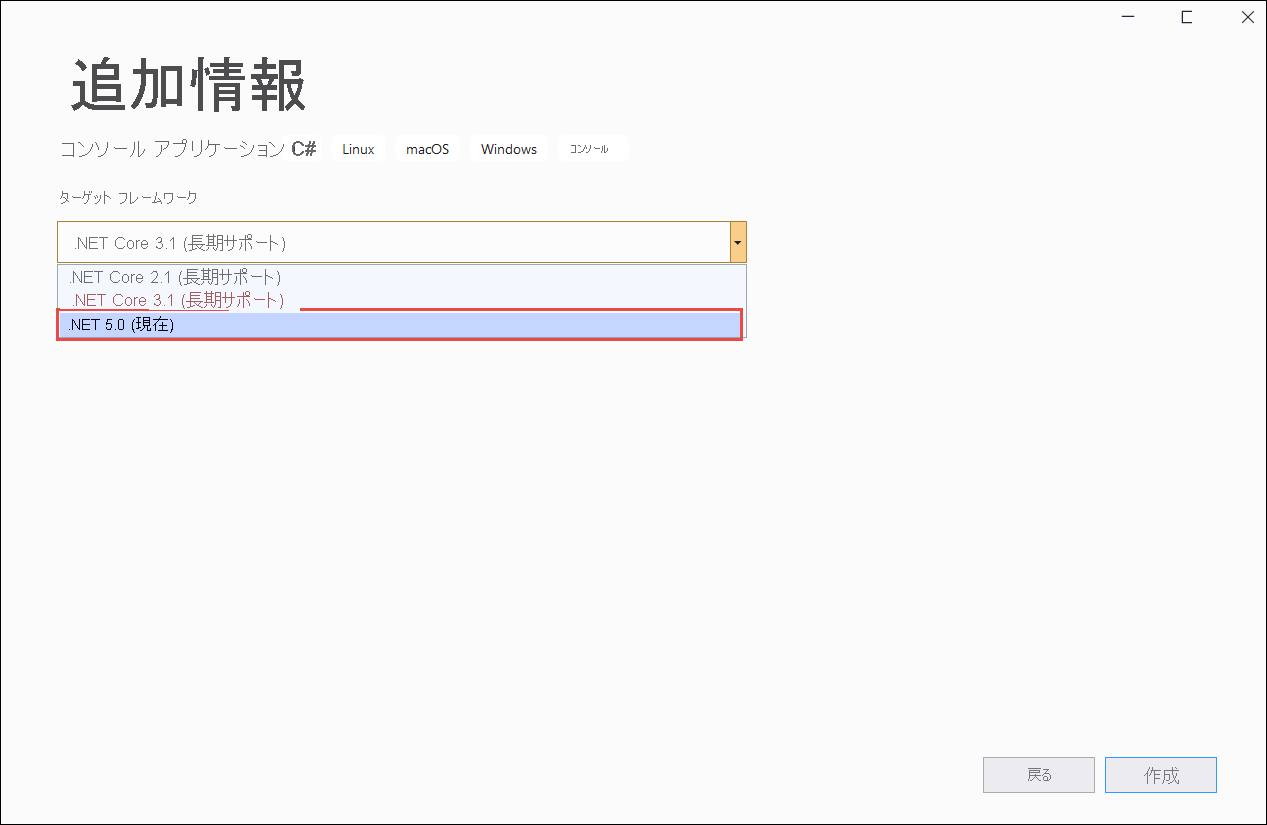 追加情報
コンソール アプリケーション C# Linux macOS Windows コンソール
ターゲット フレームワーク
.NET Core 3.1 (長期サポート)
.NET Core 2.1 (長期サポート)
.NET Core 3.1 (長期サポート)
.NET 5.0 (現在)
戻る 作成